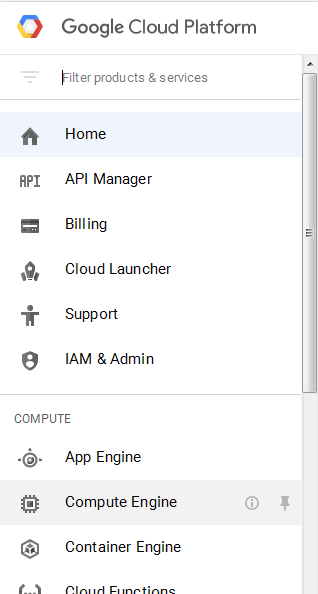 Google Cloud Platform
Filter products & services
Home
API
API Manager
Billing
Cloud Launcher
Support
IAM & Admin
COMPUTE
App Engine
Compute Engine
Container Engine
Cloud Functions